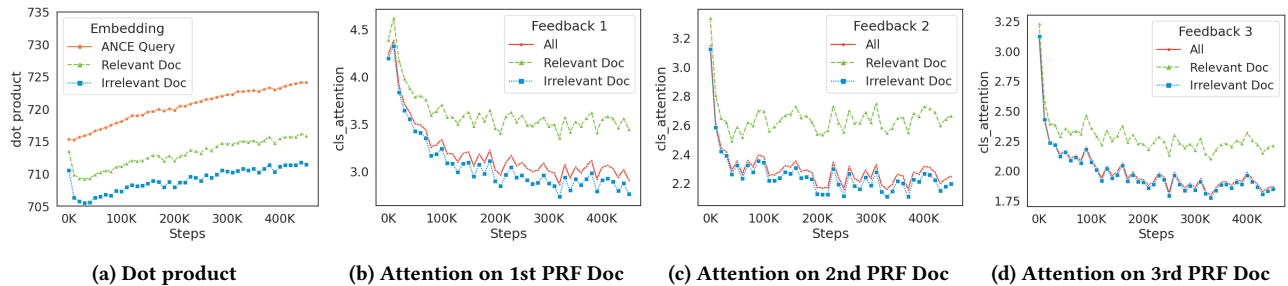 735
730
725
720
715
710
705
dot product
Embedding
ANCE Query
Relevant Doc
Irrelevant Doc
0K 100K 200K 300K 400K
Steps
(a) Dot product
4.5
4.0
3.5
3.0
cls_attention
Feedback 1
All
Relevant Doc
Irrelevant Doc
0K 100K 200K 300K 400K
Steps
(b) Attention on 1st PRF Doc
3.2
3.0
2.8
2.6
2.4
2.2
cls_attention
Feedback 2
All
Relevant Doc
Irrelevant Doc
0K 100K 200K 300K 400K
Steps
(c) Attention on 2nd PRF Doc
3.25
3.00
2.75
2.50
2.25
2.00
1.75
cls_attention
Feedback 3
All
Relevant Doc
Irrelevant Doc
0K 100K 200K 300K 400K
Steps
(d) Attention on 3rd PRF Doc